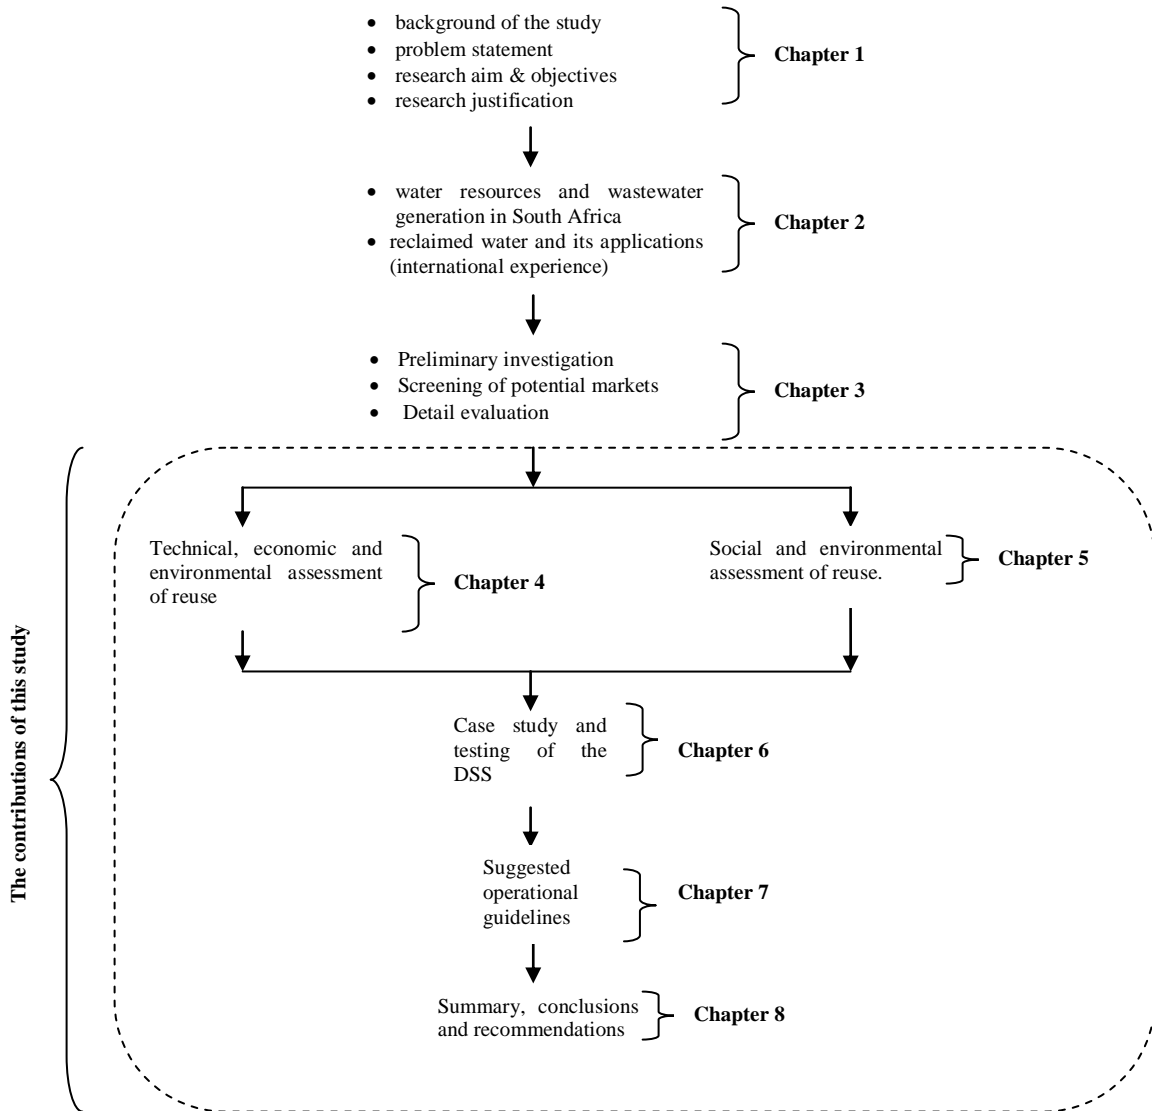 • background of the study
• problem statement
• research aim & objectives
• research justification
Chapter 1
• water resources and wastewater
generation in South Africa
• reclaimed water and its applications
(international experience)
Chapter 2
• Preliminary investigation
• Screening of potential markets
• Detail evaluation
Chapter 3
The contributions of this study
Technical, economic and
environmental assessment
of reuse
Chapter 4
Social and environmental
assessment of reuse.
Chapter 5
Case study and
testing of the
DSS
Chapter 6
Suggested
operational
guidelines
Chapter 7
Summary, conclusions
and recommendations
Chapter 8